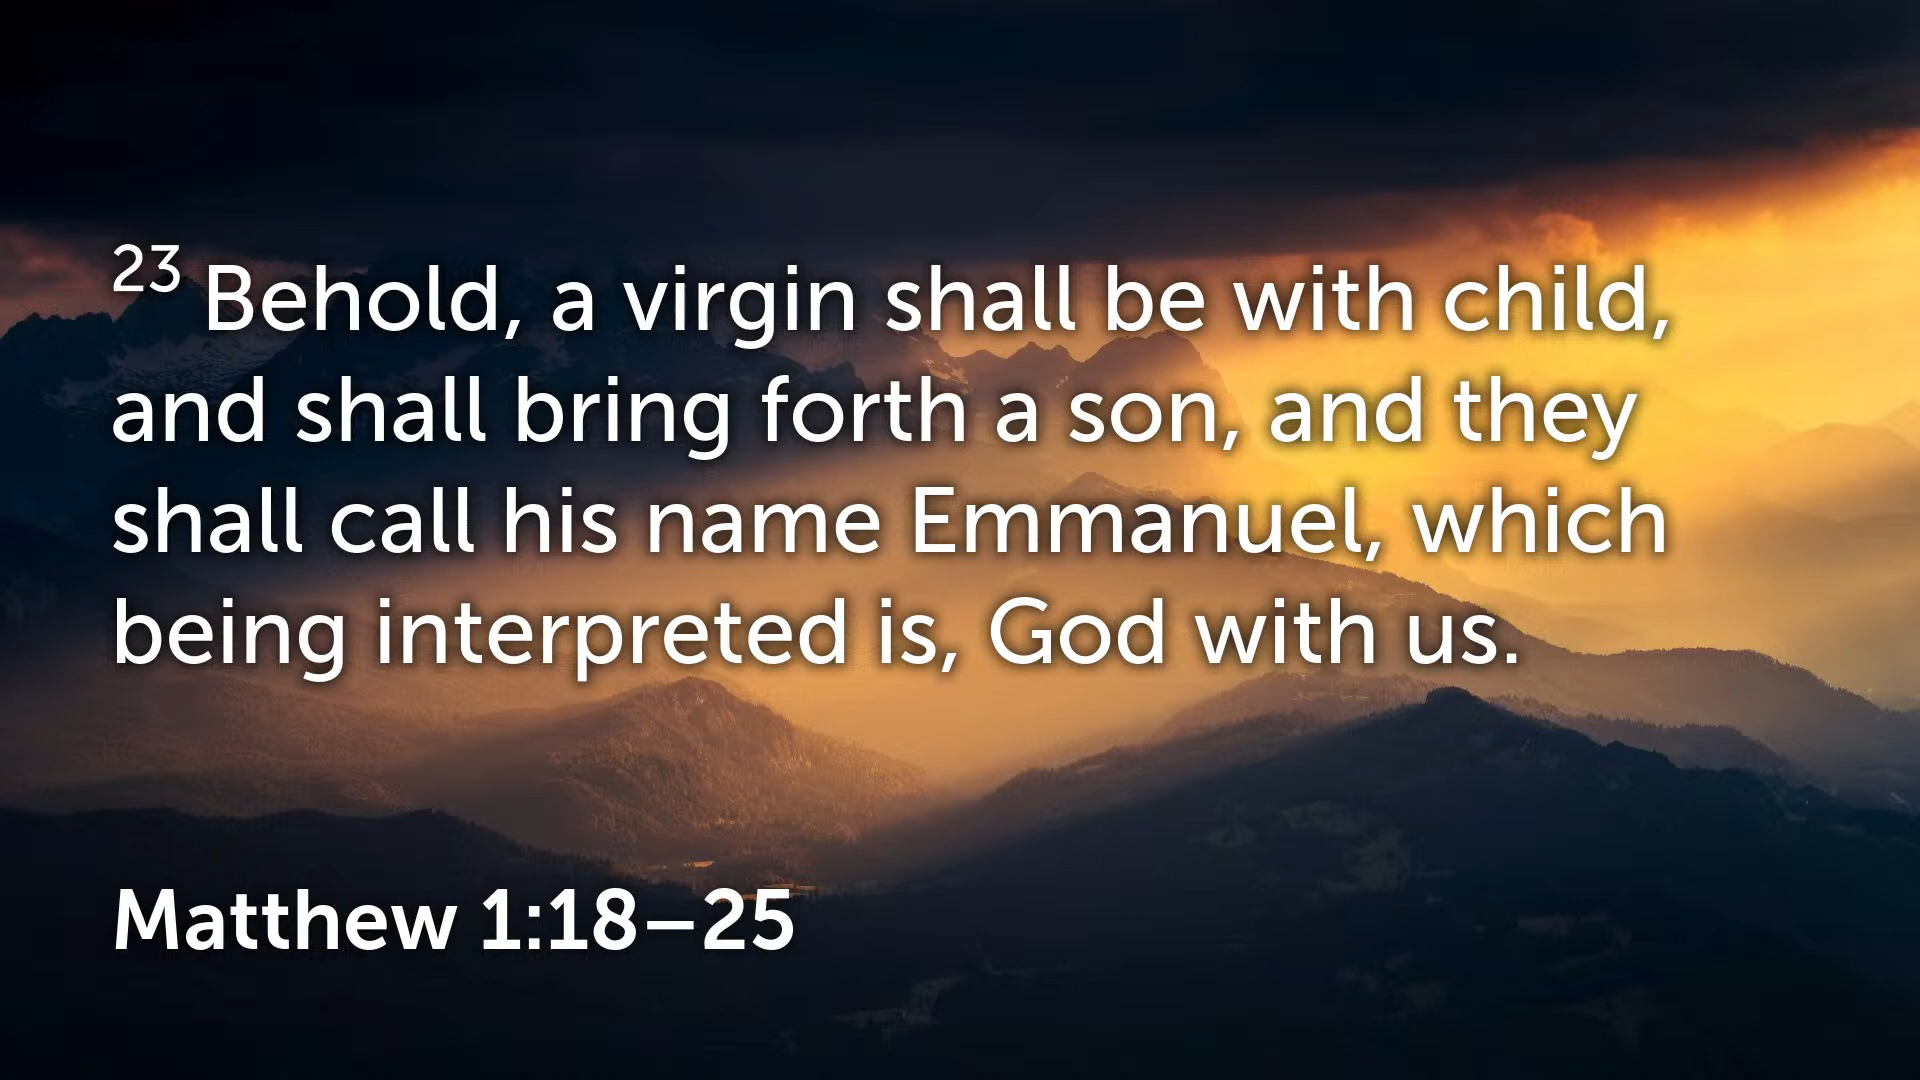 23 Behold, a virgin shall be with child,
and shall bring forth a son, and they
shall call his name Emmanuel, which
being interpreted is, God with us.
Matthew 1:18–25